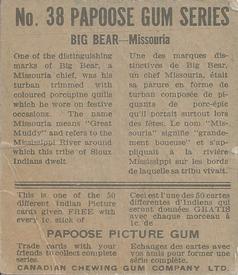 No. 38 PAPOOSE GUM SERIES
BIG BEAR—Missouria
One of the distinguishing
marks of Big Bear, a
Missouria chief, was his
turban trimmed with
coloured porcupine quills
which he wore on festive
occasions. The name
Missouria means "Great
Muddy" and refers to the
Mississippi River around
which this tribe of Sioux
Indians dwelt.
Une des marques dis-
tinctives de Big Bear,
un chef Missouria, était
sa parure en forme de
turban composée de pi-
quants de porc-épic
qu'il portait surtout lors
des fêtes. Le nom "Mis-
souria" signifie "grande-
ment boueuse" et s'ap-
pliquait à la rivière
Mississippi sur les bords
de laquelle sa tribu vivait.
This is one of the 50
different Indian Picture
cards given FREE with
every 1c. stick of
Ceci est l'une des 50 cartes
différentes d'Indiens qui
seront données GRATIS
avec chaque morceau à
1c. de
PAPOOSE PICTURE GUM
Trade cards with your
friends to collect complete
series.
Echangez des cartes avec
vos amis pour former une
série complète.
CANADIAN CHEWING GUM COMPANY LTD.